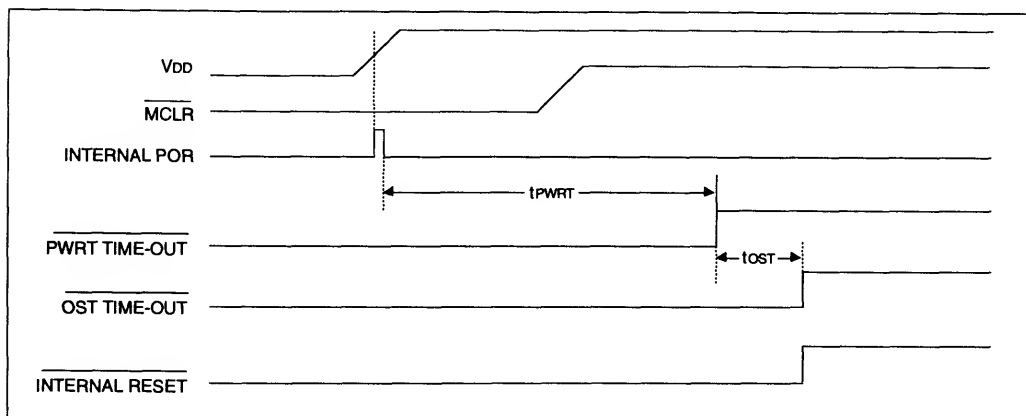 VDD
MCLR
INTERNAL POR
tPWRT
PWRT TIME-OUT
tOST
OST TIME-OUT
INTERNAL RESET